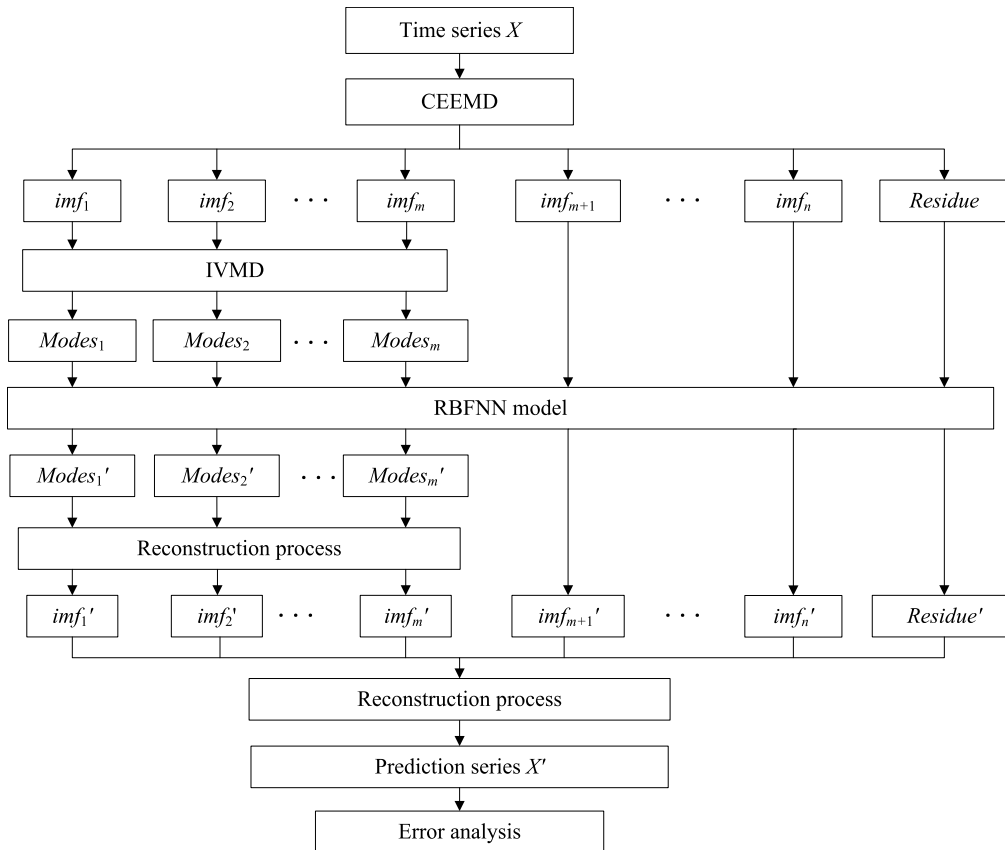 Time series X
CEEMD
imf₁ imf₂ ··· imfₘ imfₘ₊₁ ··· imfₙ Residue
IVMD
Modes₁ Modes₂ ··· Modesₘ
RBFNN model
Modes₁′ Modes₂′ ··· Modesₘ′
Reconstruction process
imf₁′ imf₂′ ··· imfₘ′ imfₘ₊₁′ ··· imfₙ′ Residue′
Reconstruction process
Prediction series X′
Error analysis